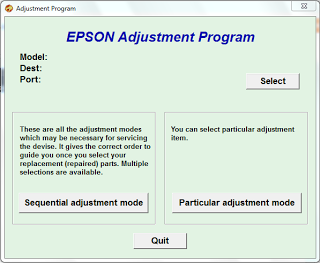 Adjustment Program
EPSON Adjustment Program
Model:
Dest:
Port:
Select
These are all the adjustment modes
which may be necessary for servicing
the devise. It gives the correct order to
guide you once you select your
replacement (repaired) parts. Multiple
selections are available.
Sequential adjustment mode
You can select particular adjustment
item.
Particular adjustment mode
Quit